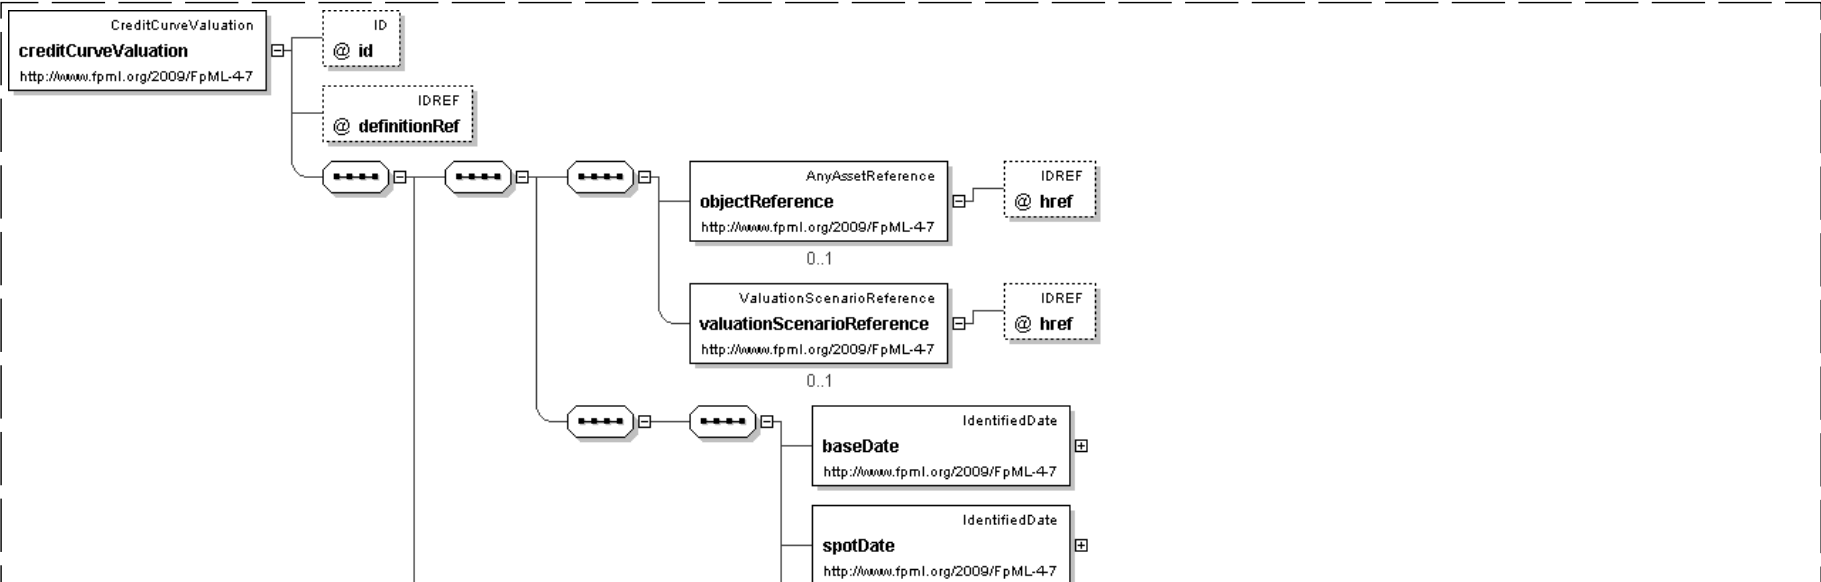 CreditCurveValuation
creditCurveValuation
http://www.fpml.org/2009/FpML-4-7
ID
@ id
IDREF
@ definitionRef
AnyAssetReference
objectReference
http://www.fpml.org/2009/FpML-4-7
0..1
IDREF
@ href
ValuationScenarioReference
valuationScenarioReference
http://www.fpml.org/2009/FpML-4-7
0..1
IDREF
@ href
IdentifiedDate
baseDate
http://www.fpml.org/2009/FpML-4-7
IdentifiedDate
spotDate
http://www.fpml.org/2009/FpML-4-7